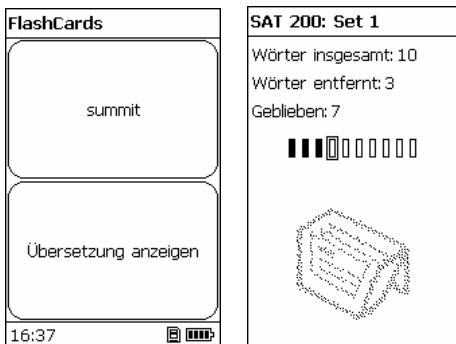 FlashCards
summit
Übersetzung anzeigen
16:37
SAT 200: Set 1
Wörter insgesamt: 10
Wörter entfernt: 3
Geblieben: 7